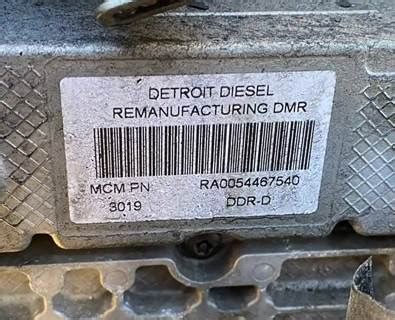 DETROIT DIESEL
REMANUFACTURING DMR
MCM PN RA0054467540
3019 DDR-D